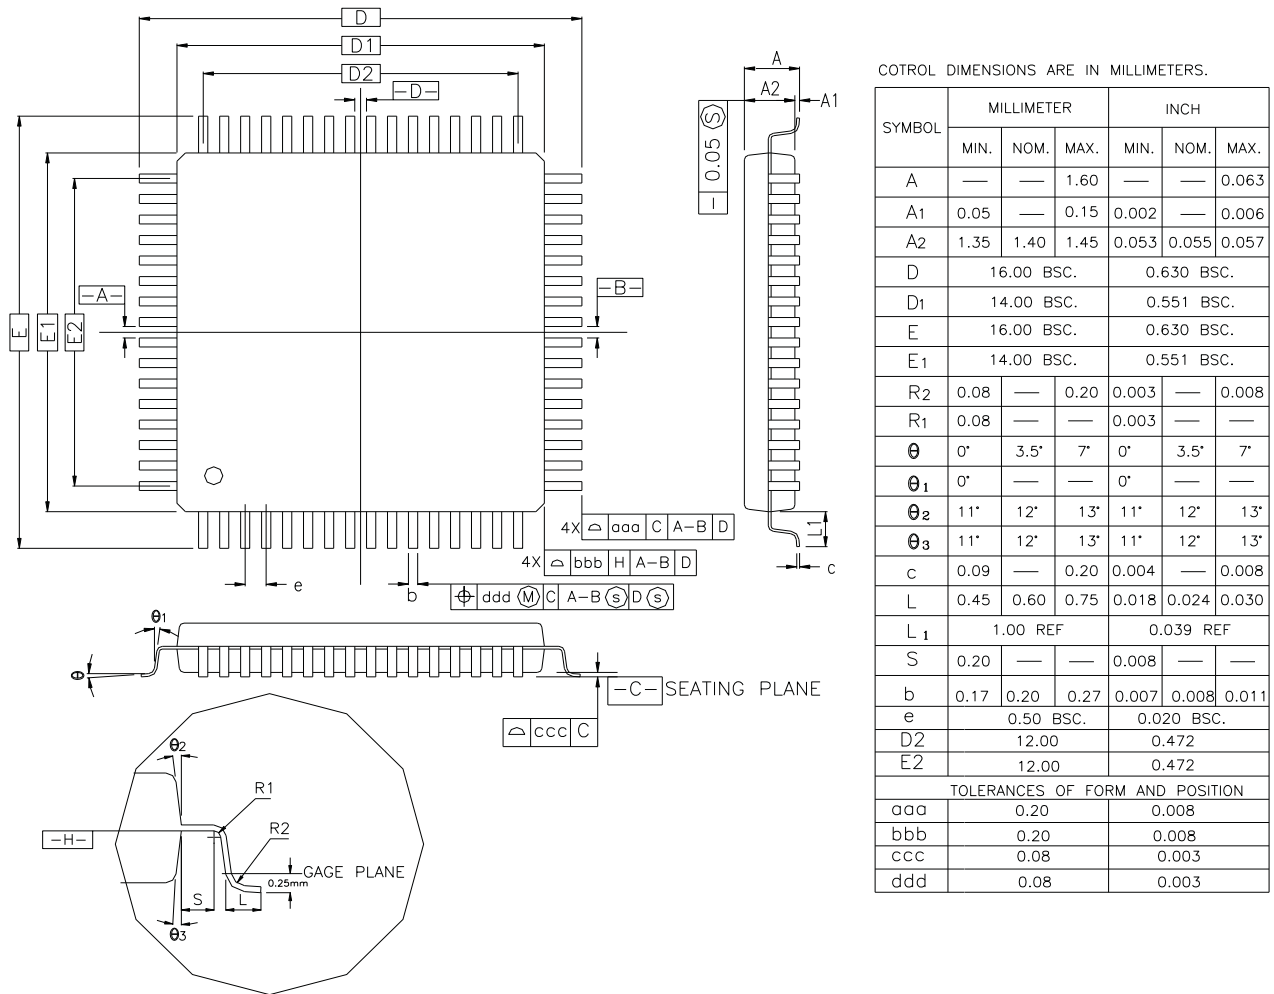 D
D1
D2
-D-
E
E1
E2
-A-
-B-
4X ⌓ aaa C A-B D
4X ⌓ bbb H A-B D
e
b
⌖ ddd Ⓜ C A-B ⓢ D ⓢ
A
A2
A1
0.05 Ⓢ
L1
c
θ1
θ
-C- SEATING PLANE
⌓ ccc C
θ2
R1
R2
-H-
GAGE PLANE
0.25mm
S
L
θ3
COTROL DIMENSIONS ARE IN MILLIMETERS.
SYMBOL MILLIMETER INCH
MIN. NOM. MAX. MIN. NOM. MAX.
A — — 1.60 — — 0.063
A1 0.05 — 0.15 0.002 — 0.006
A2 1.35 1.40 1.45 0.053 0.055 0.057
D 16.00 BSC. 0.630 BSC.
D1 14.00 BSC. 0.551 BSC.
E 16.00 BSC. 0.630 BSC.
E1 14.00 BSC. 0.551 BSC.
R2 0.08 — 0.20 0.003 — 0.008
R1 0.08 — — 0.003 — —
θ 0° 3.5° 7° 0° 3.5° 7°
θ1 0° — — 0° — —
θ2 11° 12° 13° 11° 12° 13°
θ3 11° 12° 13° 11° 12° 13°
c 0.09 — 0.20 0.004 — 0.008
L 0.45 0.60 0.75 0.018 0.024 0.030
L1 1.00 REF 0.039 REF
S 0.20 — — 0.008 — —
b 0.17 0.20 0.27 0.007 0.008 0.011
e 0.50 BSC. 0.020 BSC.
D2 12.00 0.472
E2 12.00 0.472
TOLERANCES OF FORM AND POSITION
aaa 0.20 0.008
bbb 0.20 0.008
ccc 0.08 0.003
ddd 0.08 0.003